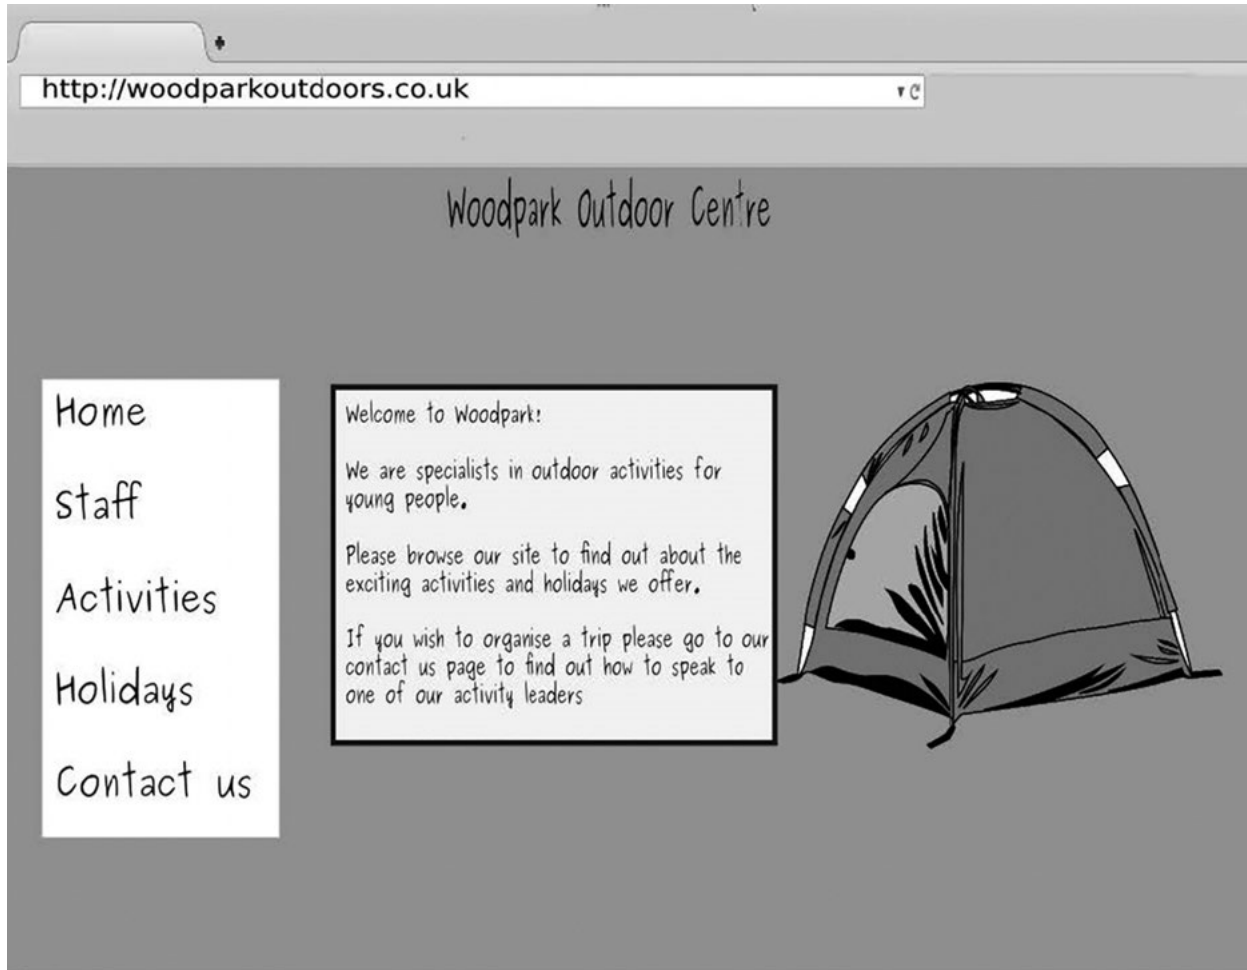 http://woodparkoutdoors.co.uk
Woodpark Outdoor Centre
Home
Staff
Activities
Holidays
Contact us
Welcome to Woodpark!
We are specialists in outdoor activities for
young people.
Please browse our site to find out about the
exciting activities and holidays we offer.
If you wish to organise a trip please go to our
contact us page to find out how to speak to
one of our activity leaders